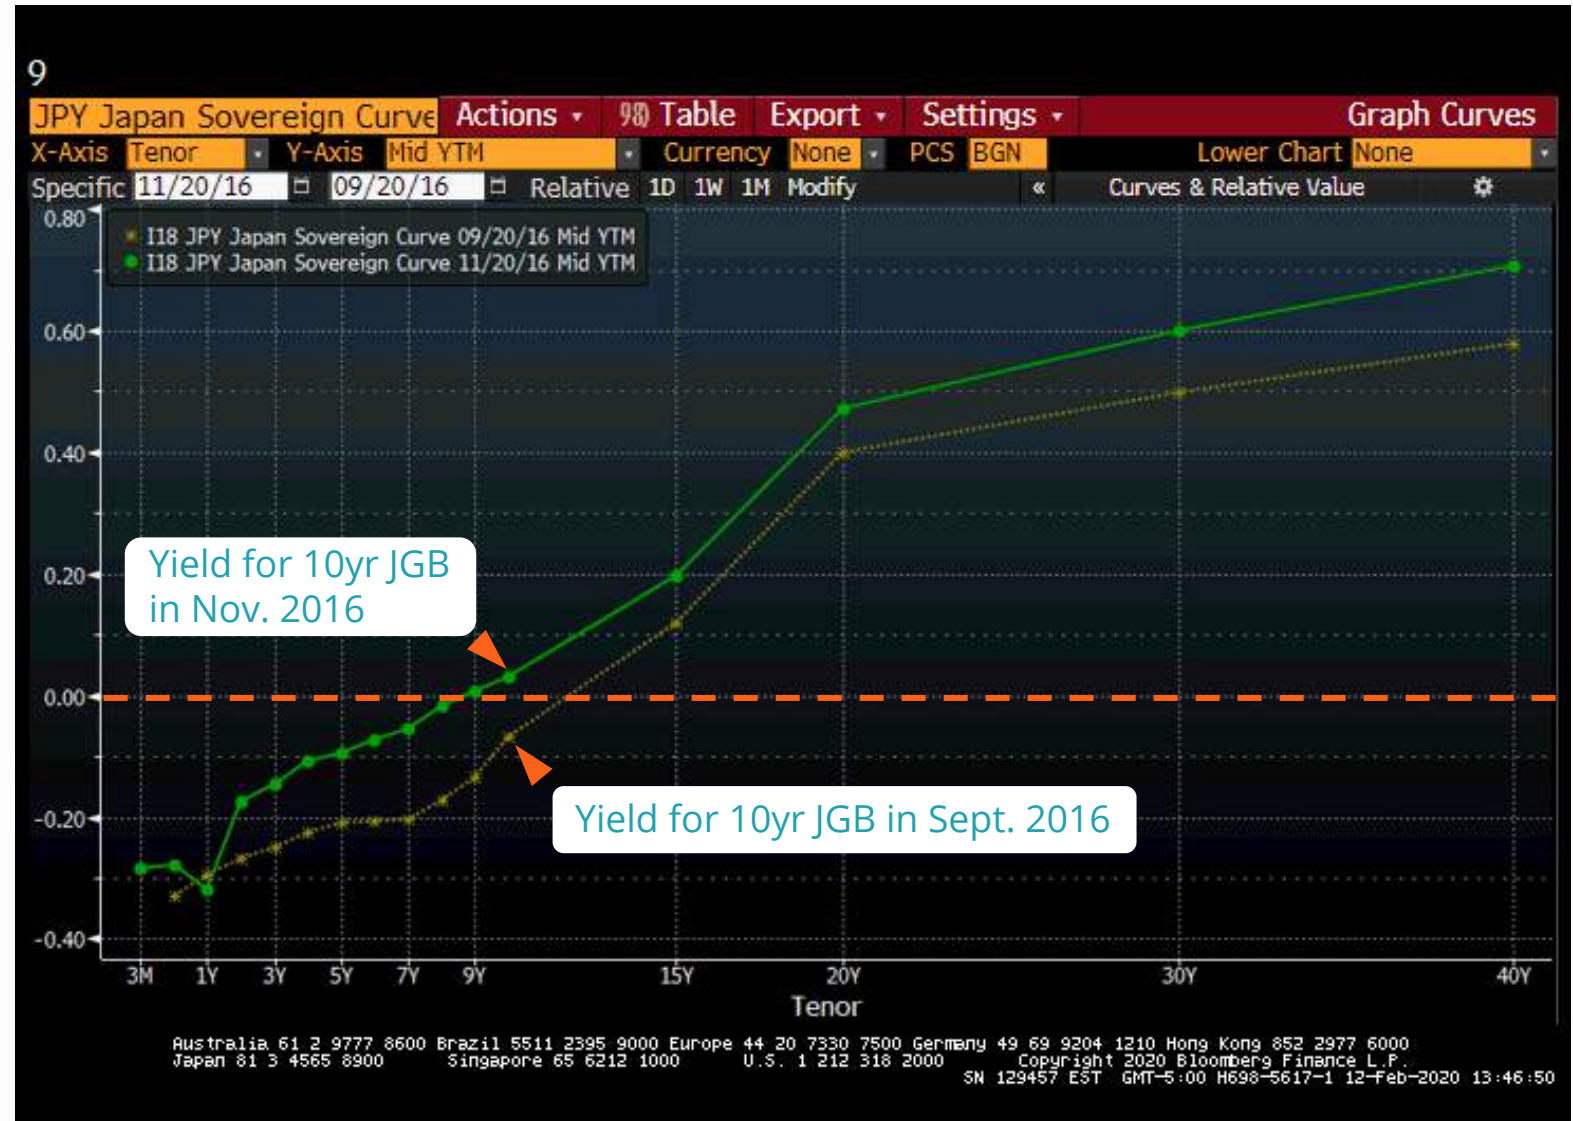 9
JPY Japan Sovereign Curve Actions 98) Table Export Settings Graph Curves
X-Axis Tenor Y-Axis Mid YTM Currency None PCS BGN Lower Chart None
Specific 11/20/16 09/20/16 Relative 1D 1W 1M Modify « Curves & Relative Value
0.80
I18 JPY Japan Sovereign Curve 09/20/16 Mid YTM
I18 JPY Japan Sovereign Curve 11/20/16 Mid YTM
0.60
0.40
Yield for 10yr JGB
in Nov. 2016
0.20
0.00
Yield for 10yr JGB in Sept. 2016
-0.20
-0.40
3M 1Y 3Y 5Y 7Y 9Y 15Y 20Y 30Y 40Y
Tenor
Australia 61 2 9777 8600 Brazil 5511 2395 9000 Europe 44 20 7330 7500 Germany 49 69 9204 1210 Hong Kong 852 2977 6000
Japan 81 3 4565 8900 Singapore 65 6212 1000 U.S. 1 212 318 2000 Copyright 2020 Bloomberg Finance L.P.
SN 129457 EST GMT-5:00 H698-5617-1 12-Feb-2020 13:46:50